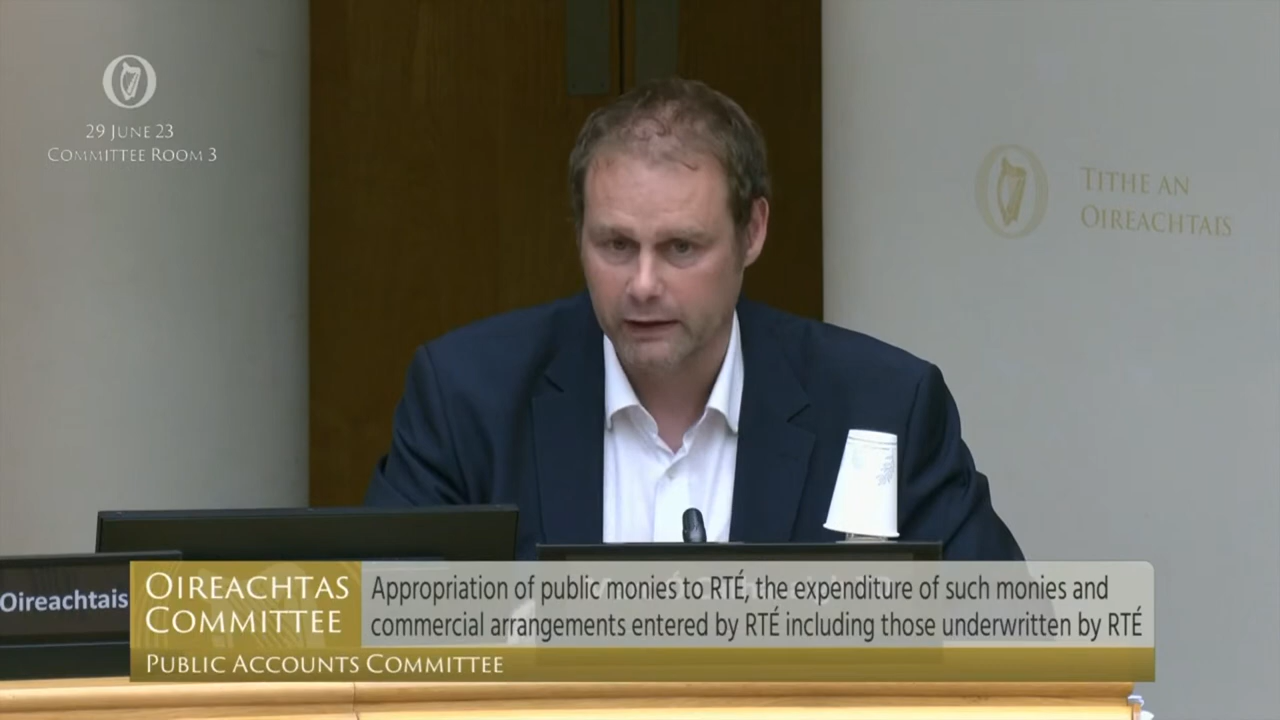 29 JUNE 23
COMMITTEE ROOM 3
TITHE AN
OIREACHTAIS
Oireachtais
OIREACHTAS
COMMITTEE
Appropriation of public monies to RTÉ, the expenditure of such monies and
commercial arrangements entered by RTÉ including those underwritten by RTÉ
PUBLIC ACCOUNTS COMMITTEE